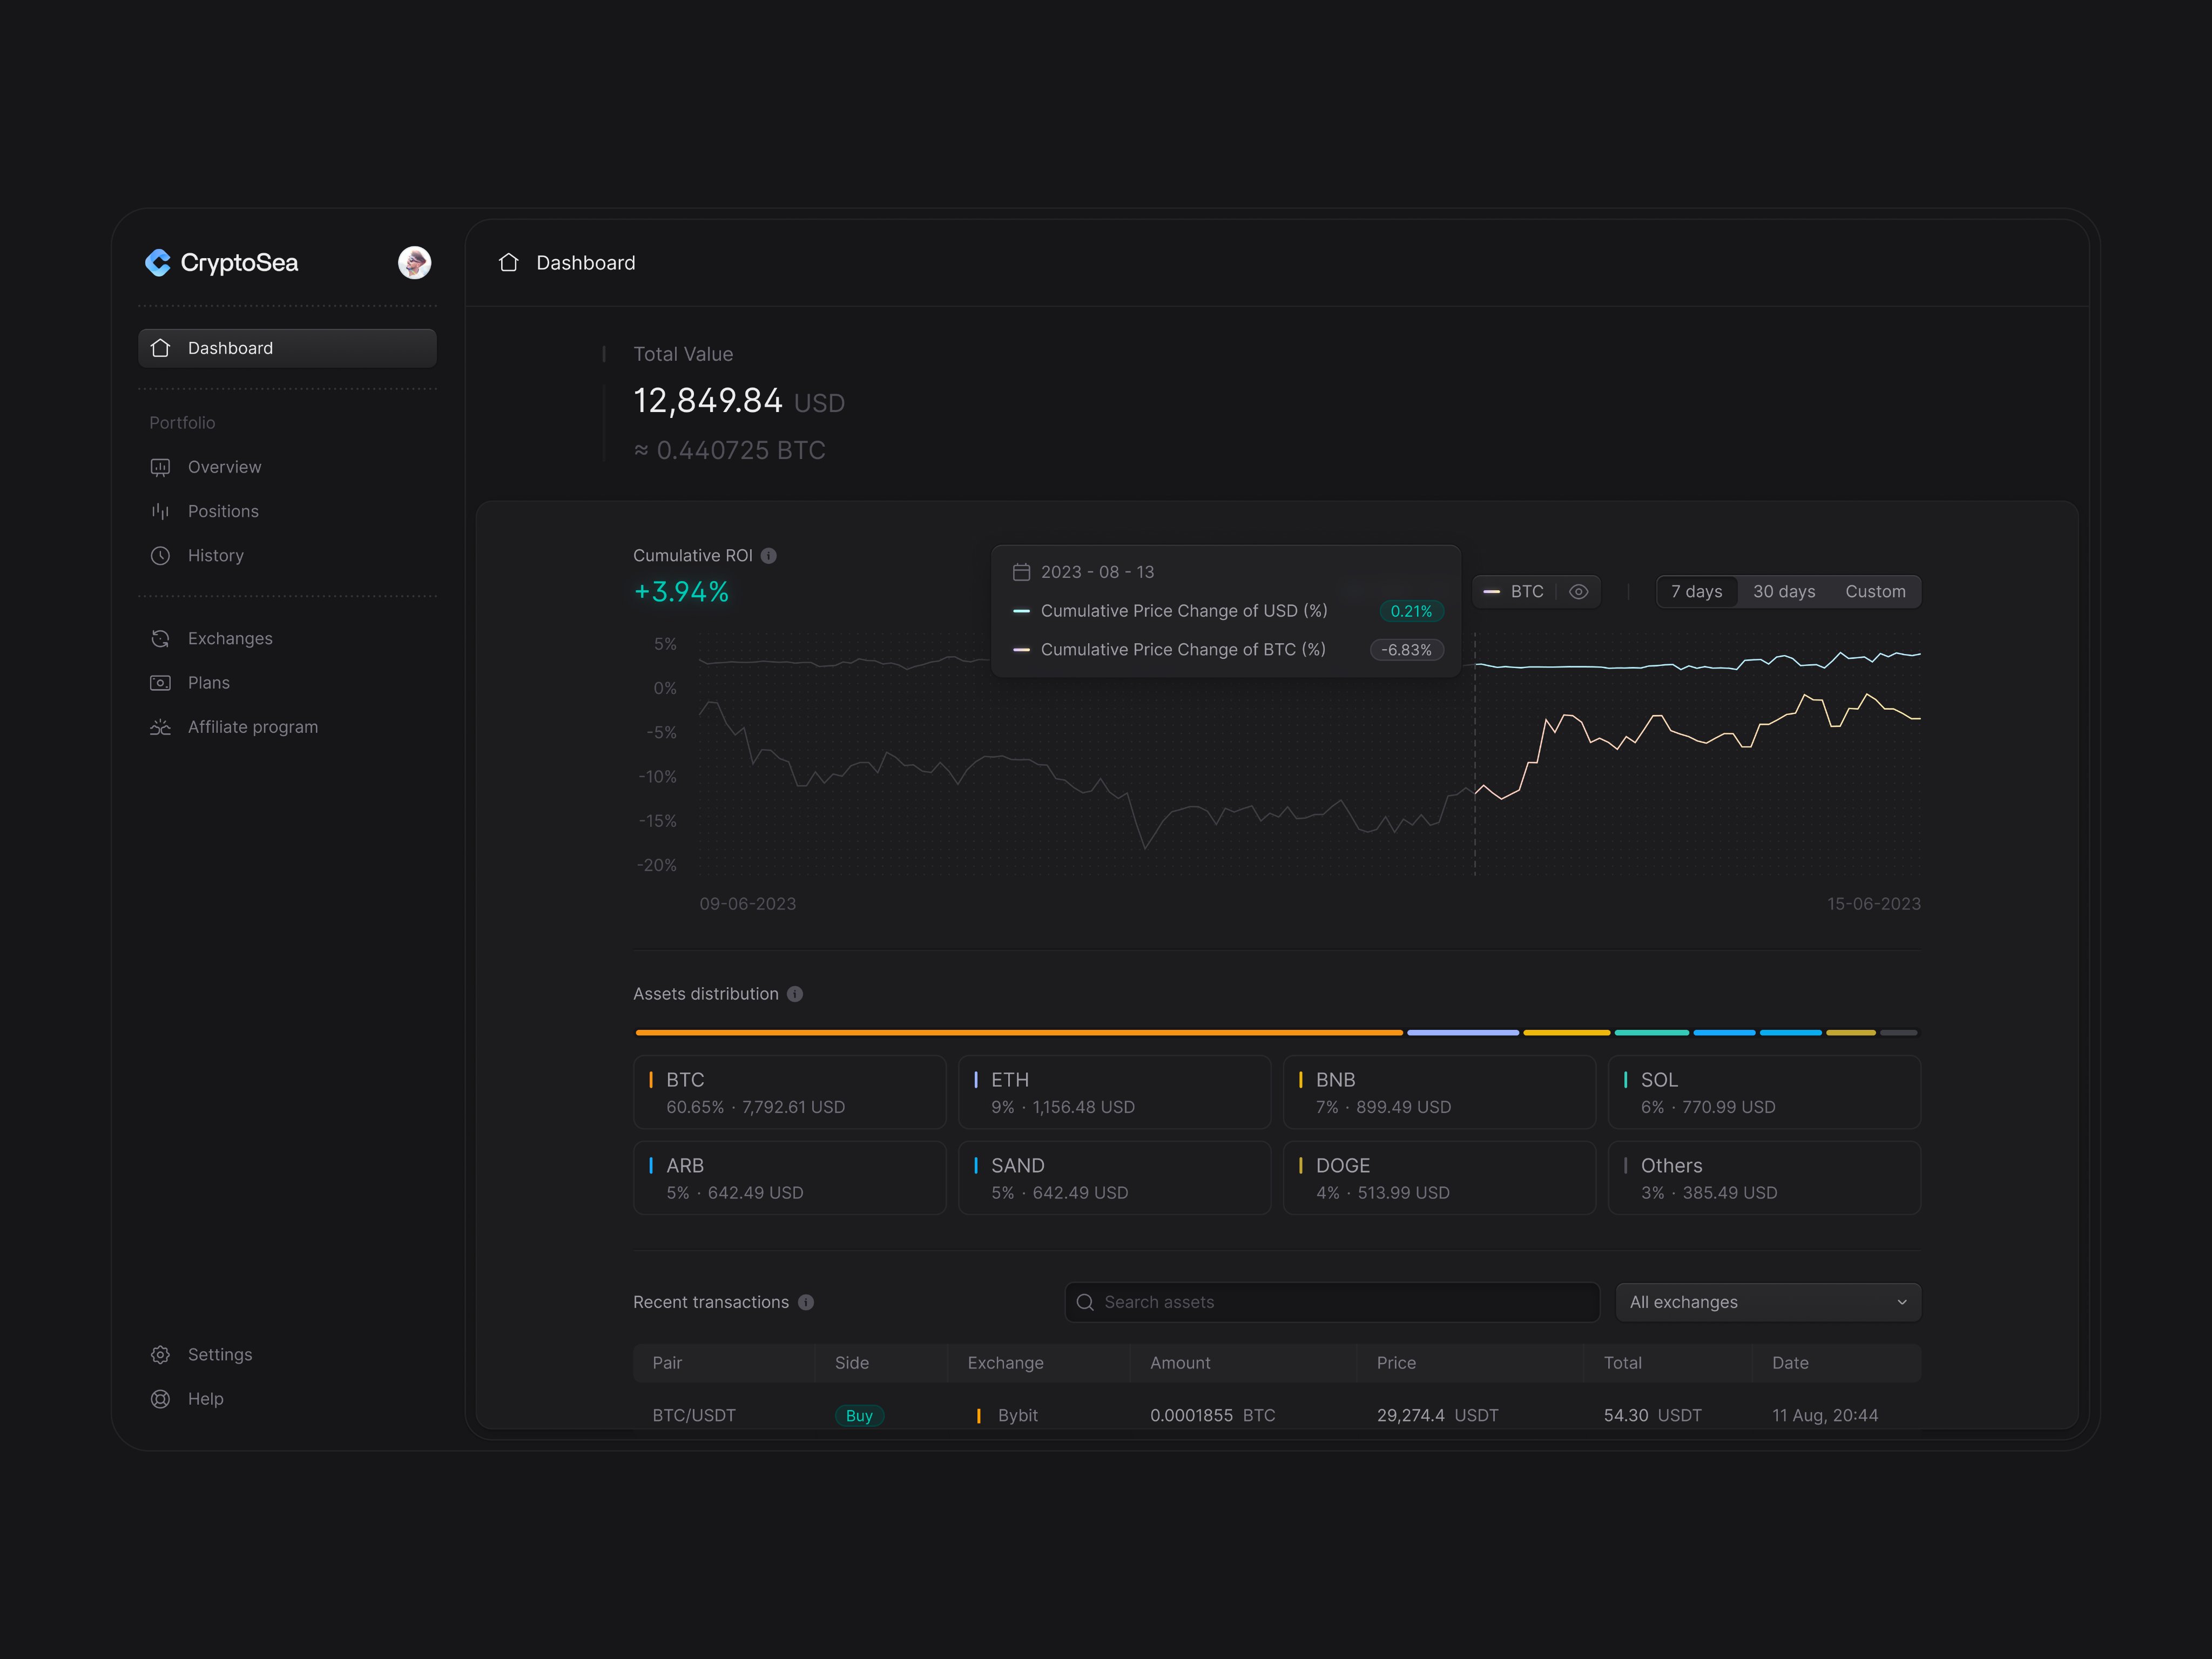 CryptoSea
Dashboard
Portfolio
Overview
Positions
History
Exchanges
Plans
Affiliate program
Settings
Help
Dashboard
Total Value
12,849.84 USD
≈ 0.440725 BTC
Cumulative ROI
+3.94%
2023 - 08 - 13
Cumulative Price Change of USD (%) 0.21%
Cumulative Price Change of BTC (%) -6.83%
BTC
7 days 30 days Custom
5%
0%
-5%
-10%
-15%
-20%
09-06-2023 15-06-2023
Assets distribution
BTC
60.65% · 7,792.61 USD
ETH
9% · 1,156.48 USD
BNB
7% · 899.49 USD
SOL
6% · 770.99 USD
ARB
5% · 642.49 USD
SAND
5% · 642.49 USD
DOGE
4% · 513.99 USD
Others
3% · 385.49 USD
Recent transactions
Search assets
All exchanges
Pair Side Exchange Amount Price Total Date
BTC/USDT Buy Bybit 0.0001855 BTC 29,274.4 USDT 54.30 USDT 11 Aug, 20:44